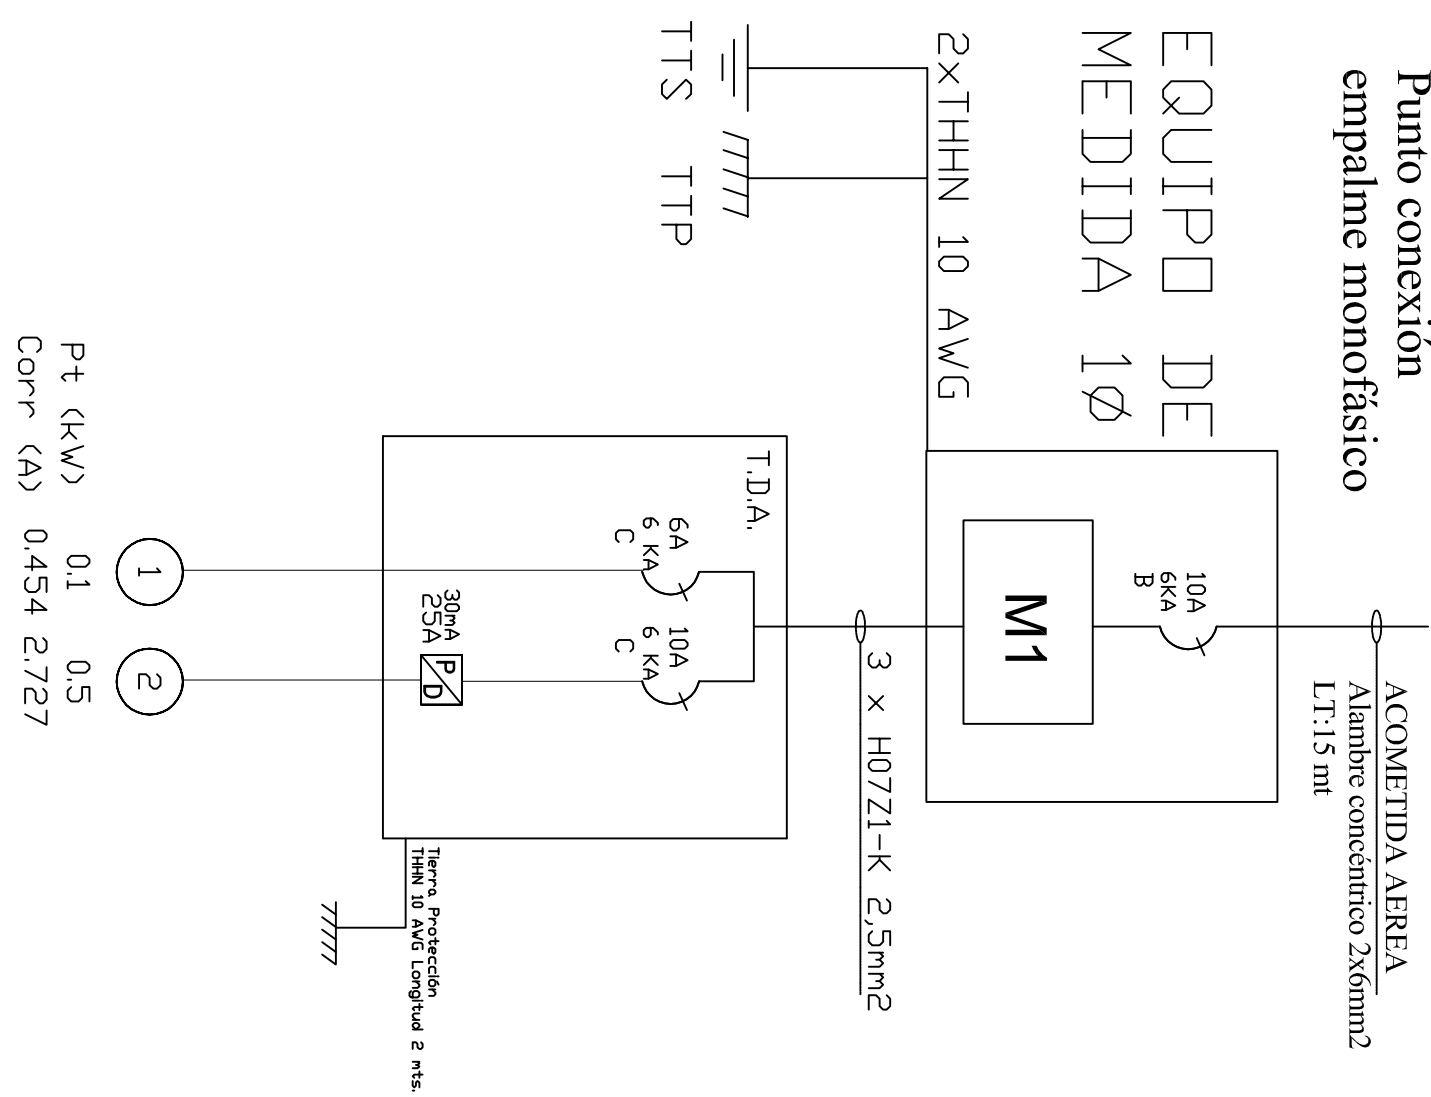 Punto conexión
empalme monofásico
ACOMETIDA AEREA
Alambre concéntrico 2x6mm2
LT:15 mt
EQUIPO DE
MEDIDA 1Ø
10A
6KA
B
M1
2xTHHN 10 AWG
TTS TTP
3 x H07Z1-K 2,5mm2
T.D.A.
6A
6 KA
C
10A
6 KA
C
30mA
25A
P
D
Tierra Protección
THHN 10 AWG Longitud 2 mts.
1
2
Pt (kW) 0.1 0.5
Corr (A) 0.454 2.727